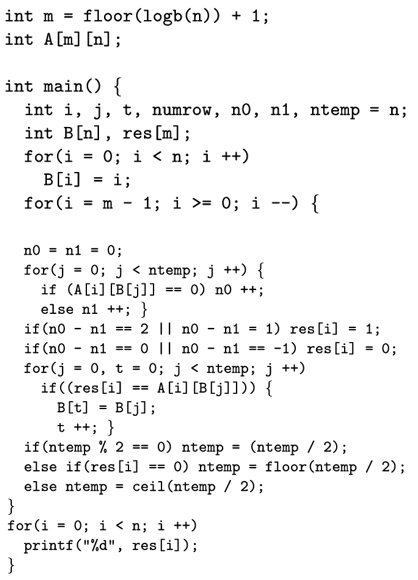 int m = floor(logb(n)) + 1;
int A[m][n];
int main() {
int i, j, t, numrow, n0, n1, ntemp = n;
int B[n], res[m];
for(i = 0; i < n; i ++)
B[i] = i;
for(i = m - 1; i >= 0; i --) {
n0 = n1 = 0;
for(j = 0; j < ntemp; j ++) {
if (A[i][B[j]] == 0) n0 ++;
else n1 ++; }
if(n0 - n1 == 2 || n0 - n1 = 1) res[i] = 1;
if(n0 - n1 == 0 || n0 - n1 == -1) res[i] = 0;
for(j = 0, t = 0; j < ntemp; j ++)
if((res[i] == A[i][B[j]])) {
B[t] = B[j];
t ++; }
if(ntemp % 2 == 0) ntemp = (ntemp / 2);
else if(res[i] == 0) ntemp = floor(ntemp / 2);
else ntemp = ceil(ntemp / 2);
}
for(i = 0; i < n; i ++)
printf("%d", res[i]);
}